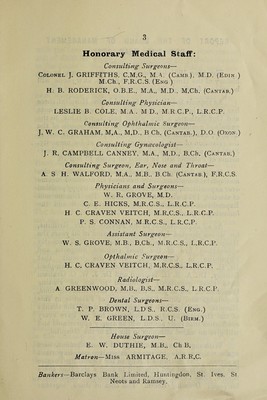 3
Honorary Medical Staff:
Consulting Surgeons—
COLONEL J. GRIFFITHS, C.M.G., M.A. (CAMB.), M.D. (EDIN.)
M.Ch., F.R.C.S. (ENG.)
H. B. RODERICK, O.B.E., M.A., M.D., M.Ch. (CANTAB.)
Consulting Physician—
LESLIE B. COLE, M.A., M.D., M.R.C.P., L.R.C.P.
Consulting Ophthalmic Surgeon—
J. W. C. GRAHAM, M.A., M.D., B.Ch. (CANTAB.), D.O. (OXON.)
Consulting Gynæcologist—
J. R. CAMPBELL CANNEY, M.A., M.D., B.Ch. (CANTAB.)
Consulting Surgeon, Ear, Nose and Throat—
A. S. H. WALFORD, M.A., M.B., B.Ch. (CANTAB.), F.R.C.S.
Physicians and Surgeons—
W. R. GROVE, M.D.
C. E. HICKS, M.R.C.S., L.R.C.P.
H. C. CRAVEN VEITCH, M.R.C.S., L.R.C.P.
P. S. CONNAN, M.R.C.S., L.R.C.P.
Assistant Surgeon—
W. S. GROVE, M.B., B.Ch., M.R.C.S., L.R.C.P.
Opthalmic Surgeon—
H. C. CRAVEN VEITCH, M.R.C.S., L.R.C.P.
Radiologist—
A. GREENWOOD, M.B., B.S., M.R.C.S., L.R.C.P.
Dental Surgeons—
T. P. BROWN, L.D.S., R.C.S. (ENG.)
W. E. GREEN, L.D.S., U. (BIRM.)
House Surgeon—
E. W. DUTHIE, M.B., Ch.B.
Matron—MISS ARMITAGE, A.R.R.C.
Bankers—Barclays Bank Limited, Huntingdon, St. Ives, St.
Neots and Ramsey.